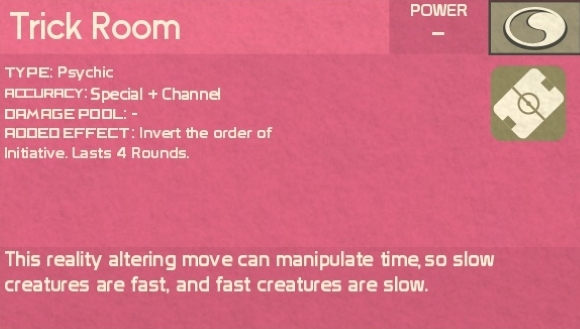 Trick Room
POWER
–
TYPE: Psychic
ACCURACY: Special + Channel
DAMAGE POOL: -
ADDED EFFECT: Invert the order of
Initiative. Lasts 4 Rounds.
This reality altering move can manipulate time, so slow
creatures are fast, and fast creatures are slow.